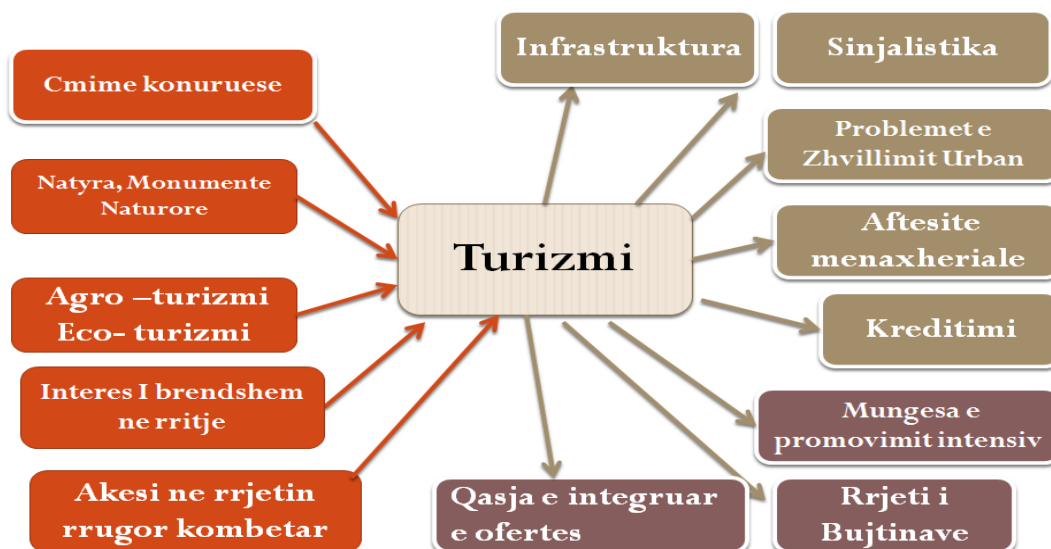 Cmime konuruese
Natyra, Monumente
Naturore
Agro –turizmi
Eco- turizmi
Interes I brendshem
ne rritje
Akesi ne rrjetin
rrugor kombetar
Turizmi
Infrastruktura
Sinjalistika
Problemet e
Zhvillimit Urban
Aftesite
menaxheriale
Kreditimi
Mungesa e
promovimit intensiv
Qasja e integruar
e ofertes
Rrjeti i
Bujtinave